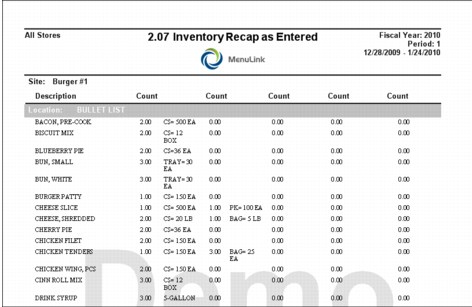 All Stores 2.07 Inventory Recap as Entered Fiscal Year: 2010
Period: 1
MenuLink 12/28/2009 - 1/24/2010
Site: Burger #1
Description Count Count Count Count Count
Location: BULLET LIST
BACON, PRE-COOK 2.00 CS= 500 EA 0.00 0.00 0.00 0.00
BISCUIT MIX 2.00 CS= 12 BOX 0.00 0.00 0.00 0.00
BLUEBERRY PIE 2.00 CS=36 EA 0.00 0.00 0.00 0.00
BUN, SMALL 3.00 TRAY= 30 EA 0.00 0.00 0.00 0.00
BUN, WHITE 3.00 TRAY= 30 EA 0.00 0.00 0.00 0.00
BURGER PATTY 1.00 CS= 150 EA 0.00 0.00 0.00 0.00
CHEESE SLICE 1.00 CS= 500 EA 1.00 PK= 100 EA 0.00 0.00 0.00
CHEESE, SHREDDED 2.00 CS= 20 LB 1.00 BAG= 5 LB 0.00 0.00 0.00
CHERRY PIE 2.00 CS=36 EA 0.00 0.00 0.00 0.00
CHICKEN FILET 2.00 CS= 150 EA 0.00 0.00 0.00 0.00
CHICKEN TENDERS 1.00 CS= 150 EA 3.00 BAG= 25 EA 0.00 0.00 0.00
CHICKEN WING, PCS 2.00 CS= 150 EA 0.00 0.00 0.00 0.00
CINN ROLL MIX 3.00 CS= 12 BOX 0.00 0.00 0.00 0.00
DRINK SYRUP 3.00 5-GALLON 0.00 0.00 0.00 0.00
Demo